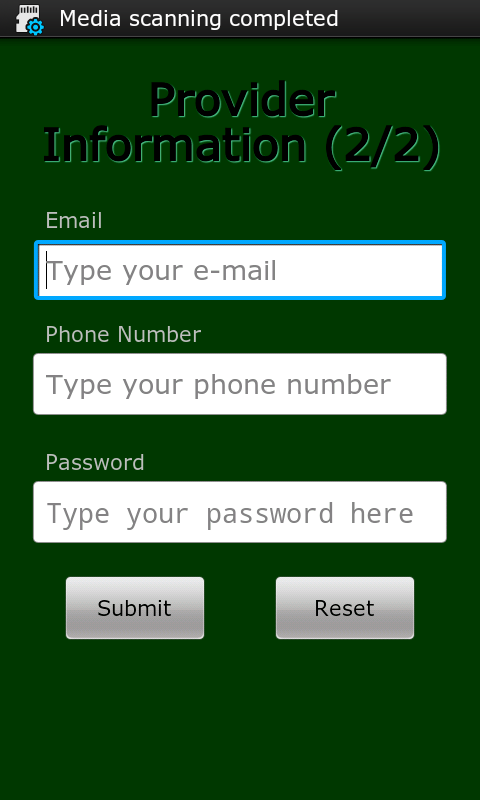 Media scanning completed
Provider
Information (2/2)
Email
Type your e-mail
Phone Number
Type your phone number
Password
Type your password here
Submit Reset